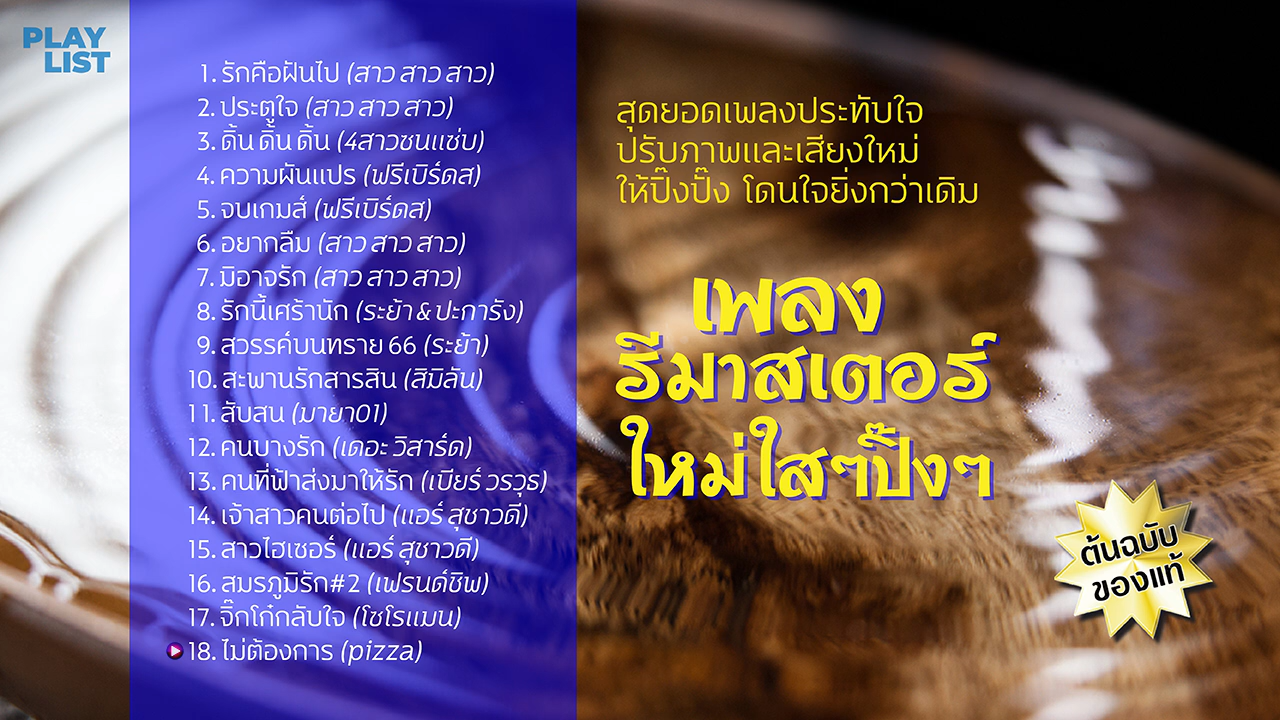 PLAY
LIST
1. รักคือฝันไป (สาว สาว สาว)
2. ประตูใจ (สาว สาว สาว)
3. ดิ้น ดิ้น ดิ้น (4สาวซนแซ่บ)
4. ความผันแปร (ฟรีเบิร์ดส)
5. จบเกมส์ (ฟรีเบิร์ดส)
6. อยากลืม (สาว สาว สาว)
7. มิอาจรัก (สาว สาว สาว)
8. รักนี้เศร้านัก (ระย้า & ปะการัง)
9. สวรรค์บนทราย 66 (ระย้า)
10. สะพานรักสารสิน (สิมิลัน)
11. สับสน (มายา01)
12. คนบางรัก (เดอะ วิสาร์ด)
13. คนที่ฟ้าส่งมาให้รัก (เบียร์ วรวุธ)
14. เจ้าสาวคนต่อไป (แอร์ สุชาวดี)
15. สาวไฮเซอร์ (แอร์ สุชาวดี)
16. สมรภูมิรัก#2 (เฟรนด์ชิพ)
17. จิ๊กโก๋กลับใจ (โซโรแมน)
18. ไม่ต้องการ (pizza)
สุดยอดเพลงประทับใจ
ปรับภาพและเสียงใหม่
ให้ปิ๊งปั๊ง โดนใจยิ่งกว่าเดิม
เพลง
รีมาสเตอร์
ใหม่ใสๆปิ๊งๆ
ต้นฉบับ
ของแท้